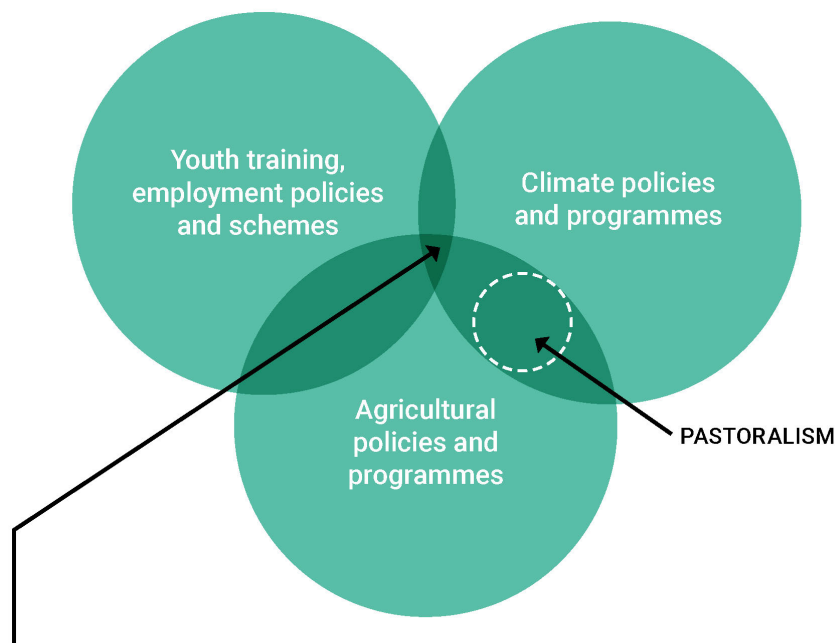 Youth training,
employment policies
and schemes
Climate policies
and programmes
Agricultural
policies and
programmes
PASTORALISM